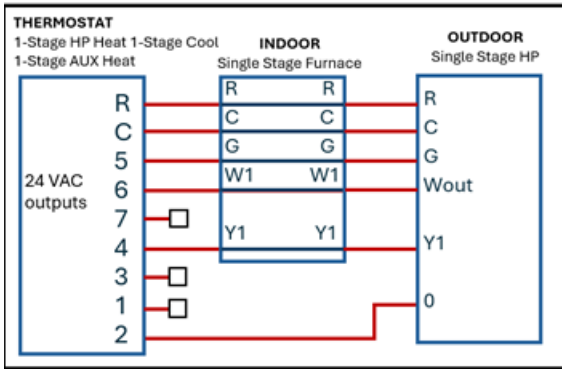 THERMOSTAT
1-Stage HP Heat 1-Stage Cool
1-Stage AUX Heat
INDOOR
Single Stage Furnace
OUTDOOR
Single Stage HP
24 VAC
outputs
R
C
5
6
7
4
3
1
2
R R
C C
G G
W1 W1
Y1 Y1
R
C
G
Wout
Y1
0